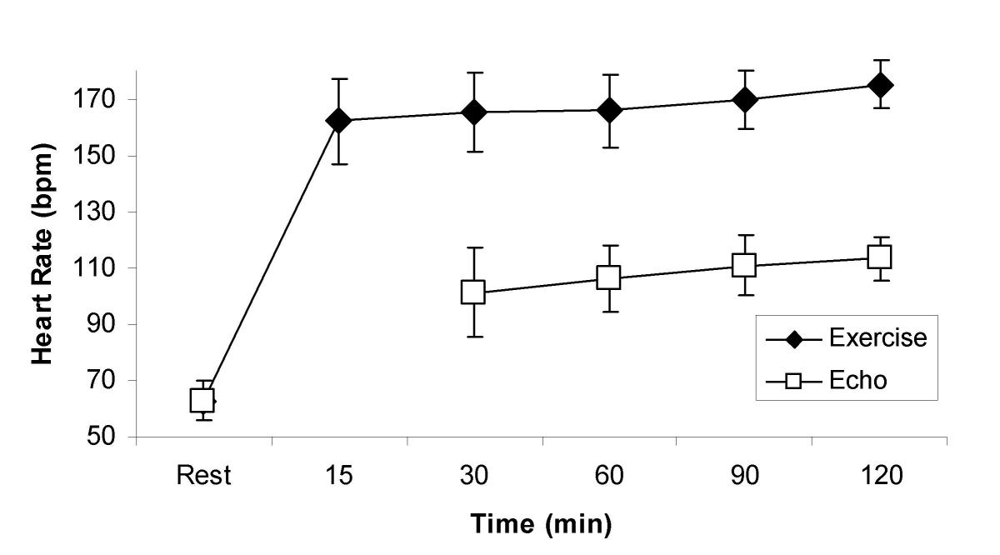 170
150
130
110
90
70
50
Heart Rate (bpm)
Exercise
Echo
Rest 15 30 60 90 120
Time (min)